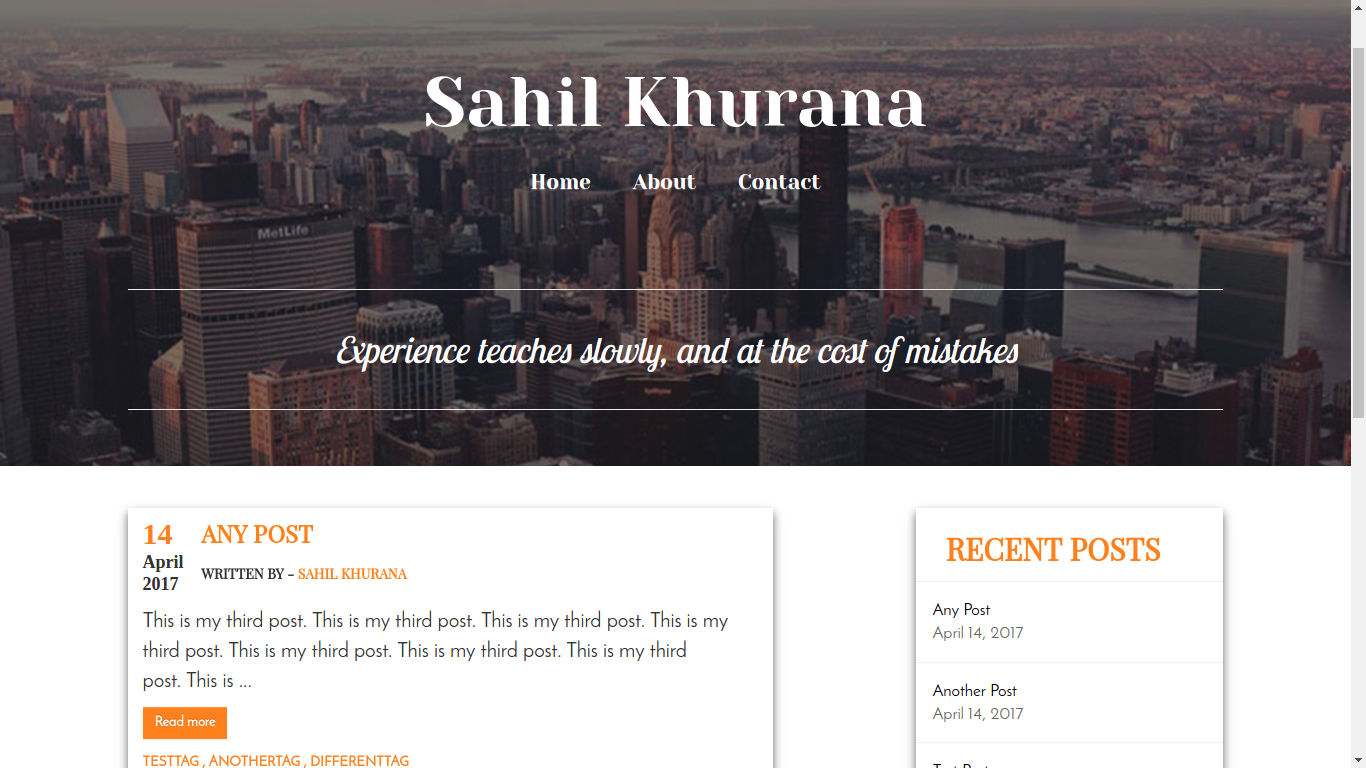 Sahil Khurana
Home About Contact
MetLife
Experience teaches slowly, and at the cost of mistakes
14
April
2017
ANY POST
WRITTEN BY – SAHIL KHURANA
This is my third post. This is my third post. This is my third post. This is my
third post. This is my third post. This is my third post. This is my third
post. This is ...
Read more
TESTTAG , ANOTHERTAG , DIFFERENTTAG
RECENT POSTS
Any Post
April 14, 2017
Another Post
April 14, 2017